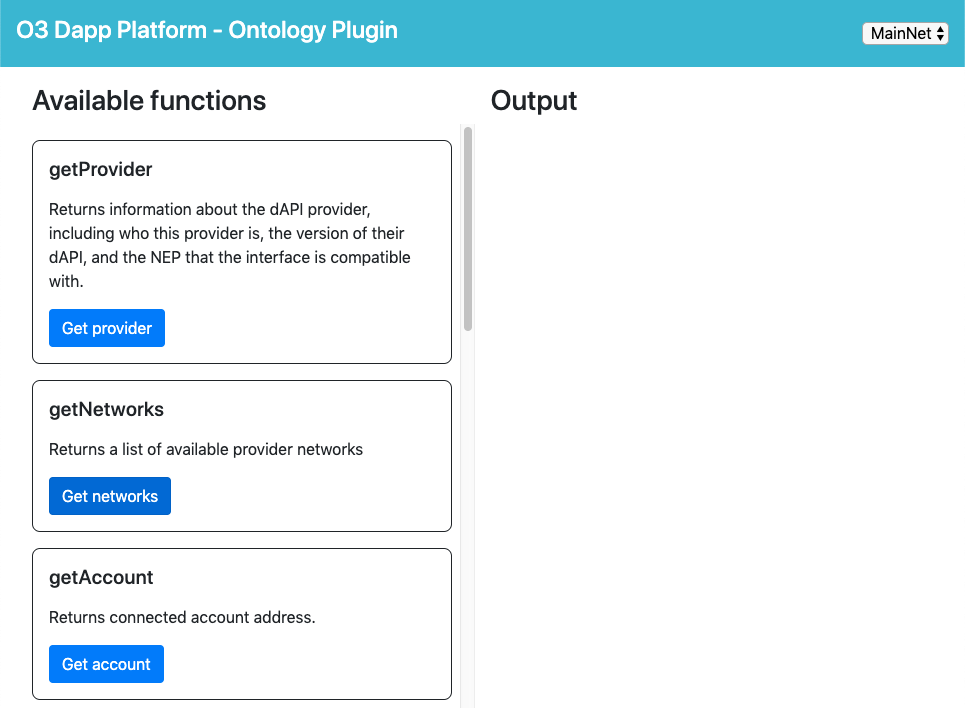 O3 Dapp Platform - Ontology Plugin
MainNet
Available functions
Output
getProvider
Returns information about the dAPI provider,
including who this provider is, the version of their
dAPI, and the NEP that the interface is compatible
with.
Get provider
getNetworks
Returns a list of available provider networks
Get networks
getAccount
Returns connected account address.
Get account